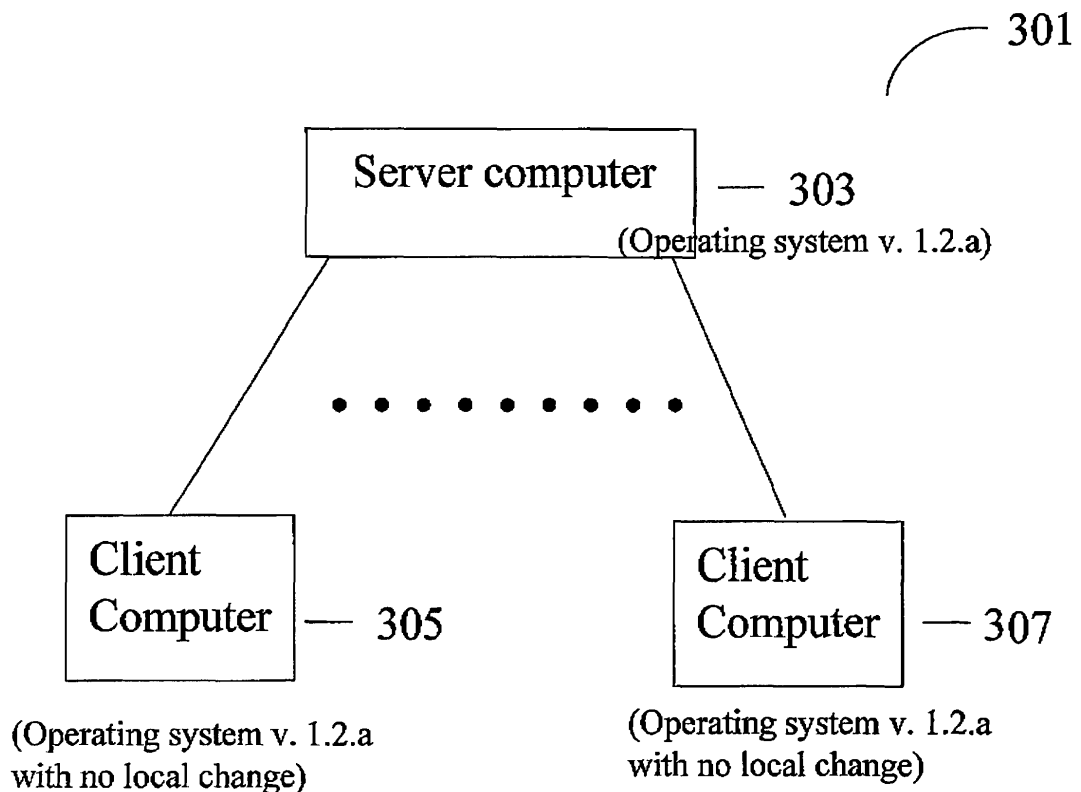 301
Server computer
303
(Operating system v. 1.2.a)
Client
Computer
305
Client
Computer
307
(Operating system v. 1.2.a
with no local change)
(Operating system v. 1.2.a
with no local change)